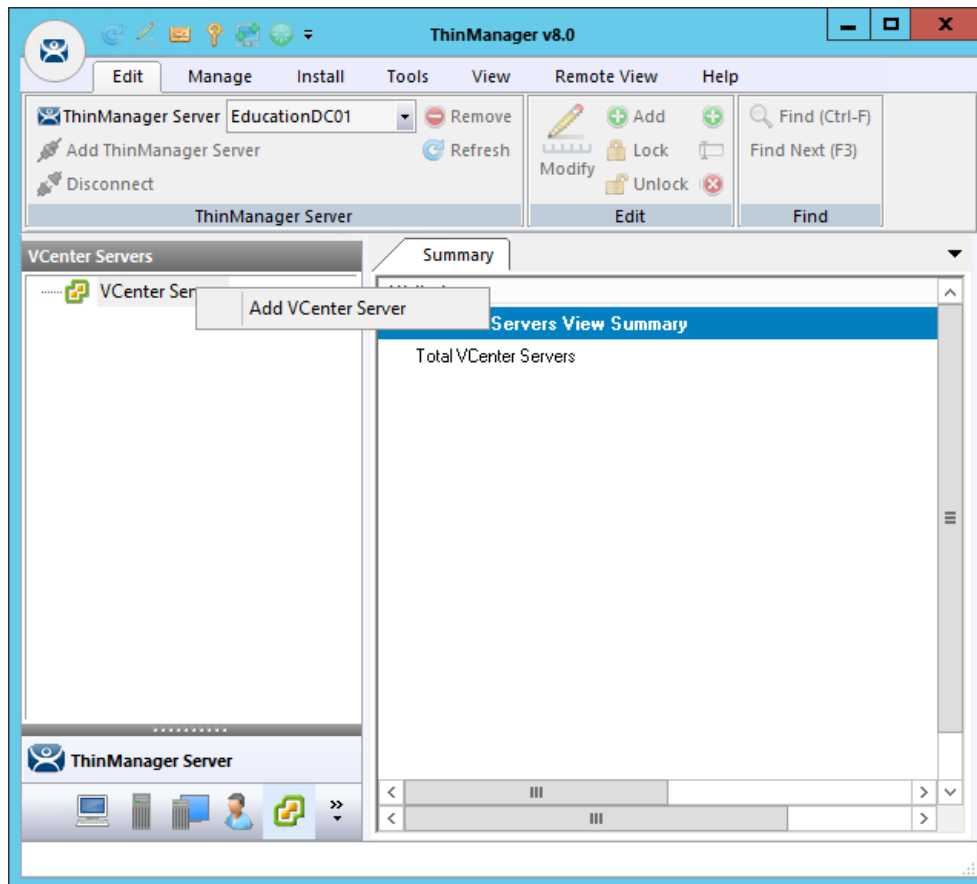 ThinManager v8.0
Edit Manage Install Tools View Remote View Help
ThinManager Server EducationDC01 Remove
Add ThinManager Server Refresh
Disconnect
ThinManager Server
Modify
Add
Lock
Unlock
Edit
Find (Ctrl-F)
Find Next (F3)
Find
VCenter Servers
VCenter Ser
Add VCenter Server
Summary
Servers View Summary
Total VCenter Servers
ThinManager Server